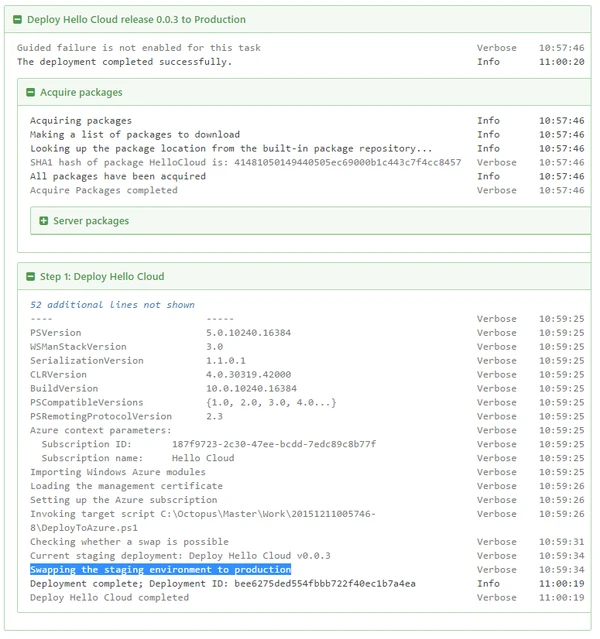 Deploy Hello Cloud release 0.0.3 to Production
Guided failure is not enabled for this task Verbose 10:57:46
The deployment completed successfully. Info 11:00:20
Acquire packages
Acquiring packages Info 10:57:46
Making a list of packages to download Info 10:57:46
Looking up the package location from the built-in package repository... Info 10:57:46
SHA1 hash of package HelloCloud is: 41481050149440505ec69000b1c443c7f4cc8457 Verbose 10:57:46
All packages have been acquired Info 10:57:46
Acquire Packages completed Verbose 10:57:46
Server packages
Step 1: Deploy Hello Cloud
52 additional lines not shown
---- ----- Verbose 10:59:25
PSVersion 5.0.10240.16384 Verbose 10:59:25
WSManStackVersion 3.0 Verbose 10:59:25
SerializationVersion 1.1.0.1 Verbose 10:59:25
CLRVersion 4.0.30319.42000 Verbose 10:59:25
BuildVersion 10.0.10240.16384 Verbose 10:59:25
PSCompatibleVersions {1.0, 2.0, 3.0, 4.0...} Verbose 10:59:25
PSRemotingProtocolVersion 2.3 Verbose 10:59:25
Azure context parameters: Verbose 10:59:25
Subscription ID: 187f9723-2c30-47ee-bcdd-7edc89c8b77f Verbose 10:59:25
Subscription name: Hello Cloud Verbose 10:59:25
Importing Windows Azure modules Verbose 10:59:25
Loading the management certificate Verbose 10:59:26
Setting up the Azure subscription Verbose 10:59:26
Invoking target script C:\Octopus\Master\Work\20151211005746- Verbose 10:59:26
8\DeployToAzure.ps1
Checking whether a swap is possible Verbose 10:59:31
Current staging deployment: Deploy Hello Cloud v0.0.3 Verbose 10:59:34
Swapping the staging environment to production Verbose 10:59:34
Deployment complete; Deployment ID: bee6275ded554fbbb722f40ec1b7a4ea Info 11:00:19
Deploy Hello Cloud completed Verbose 11:00:19